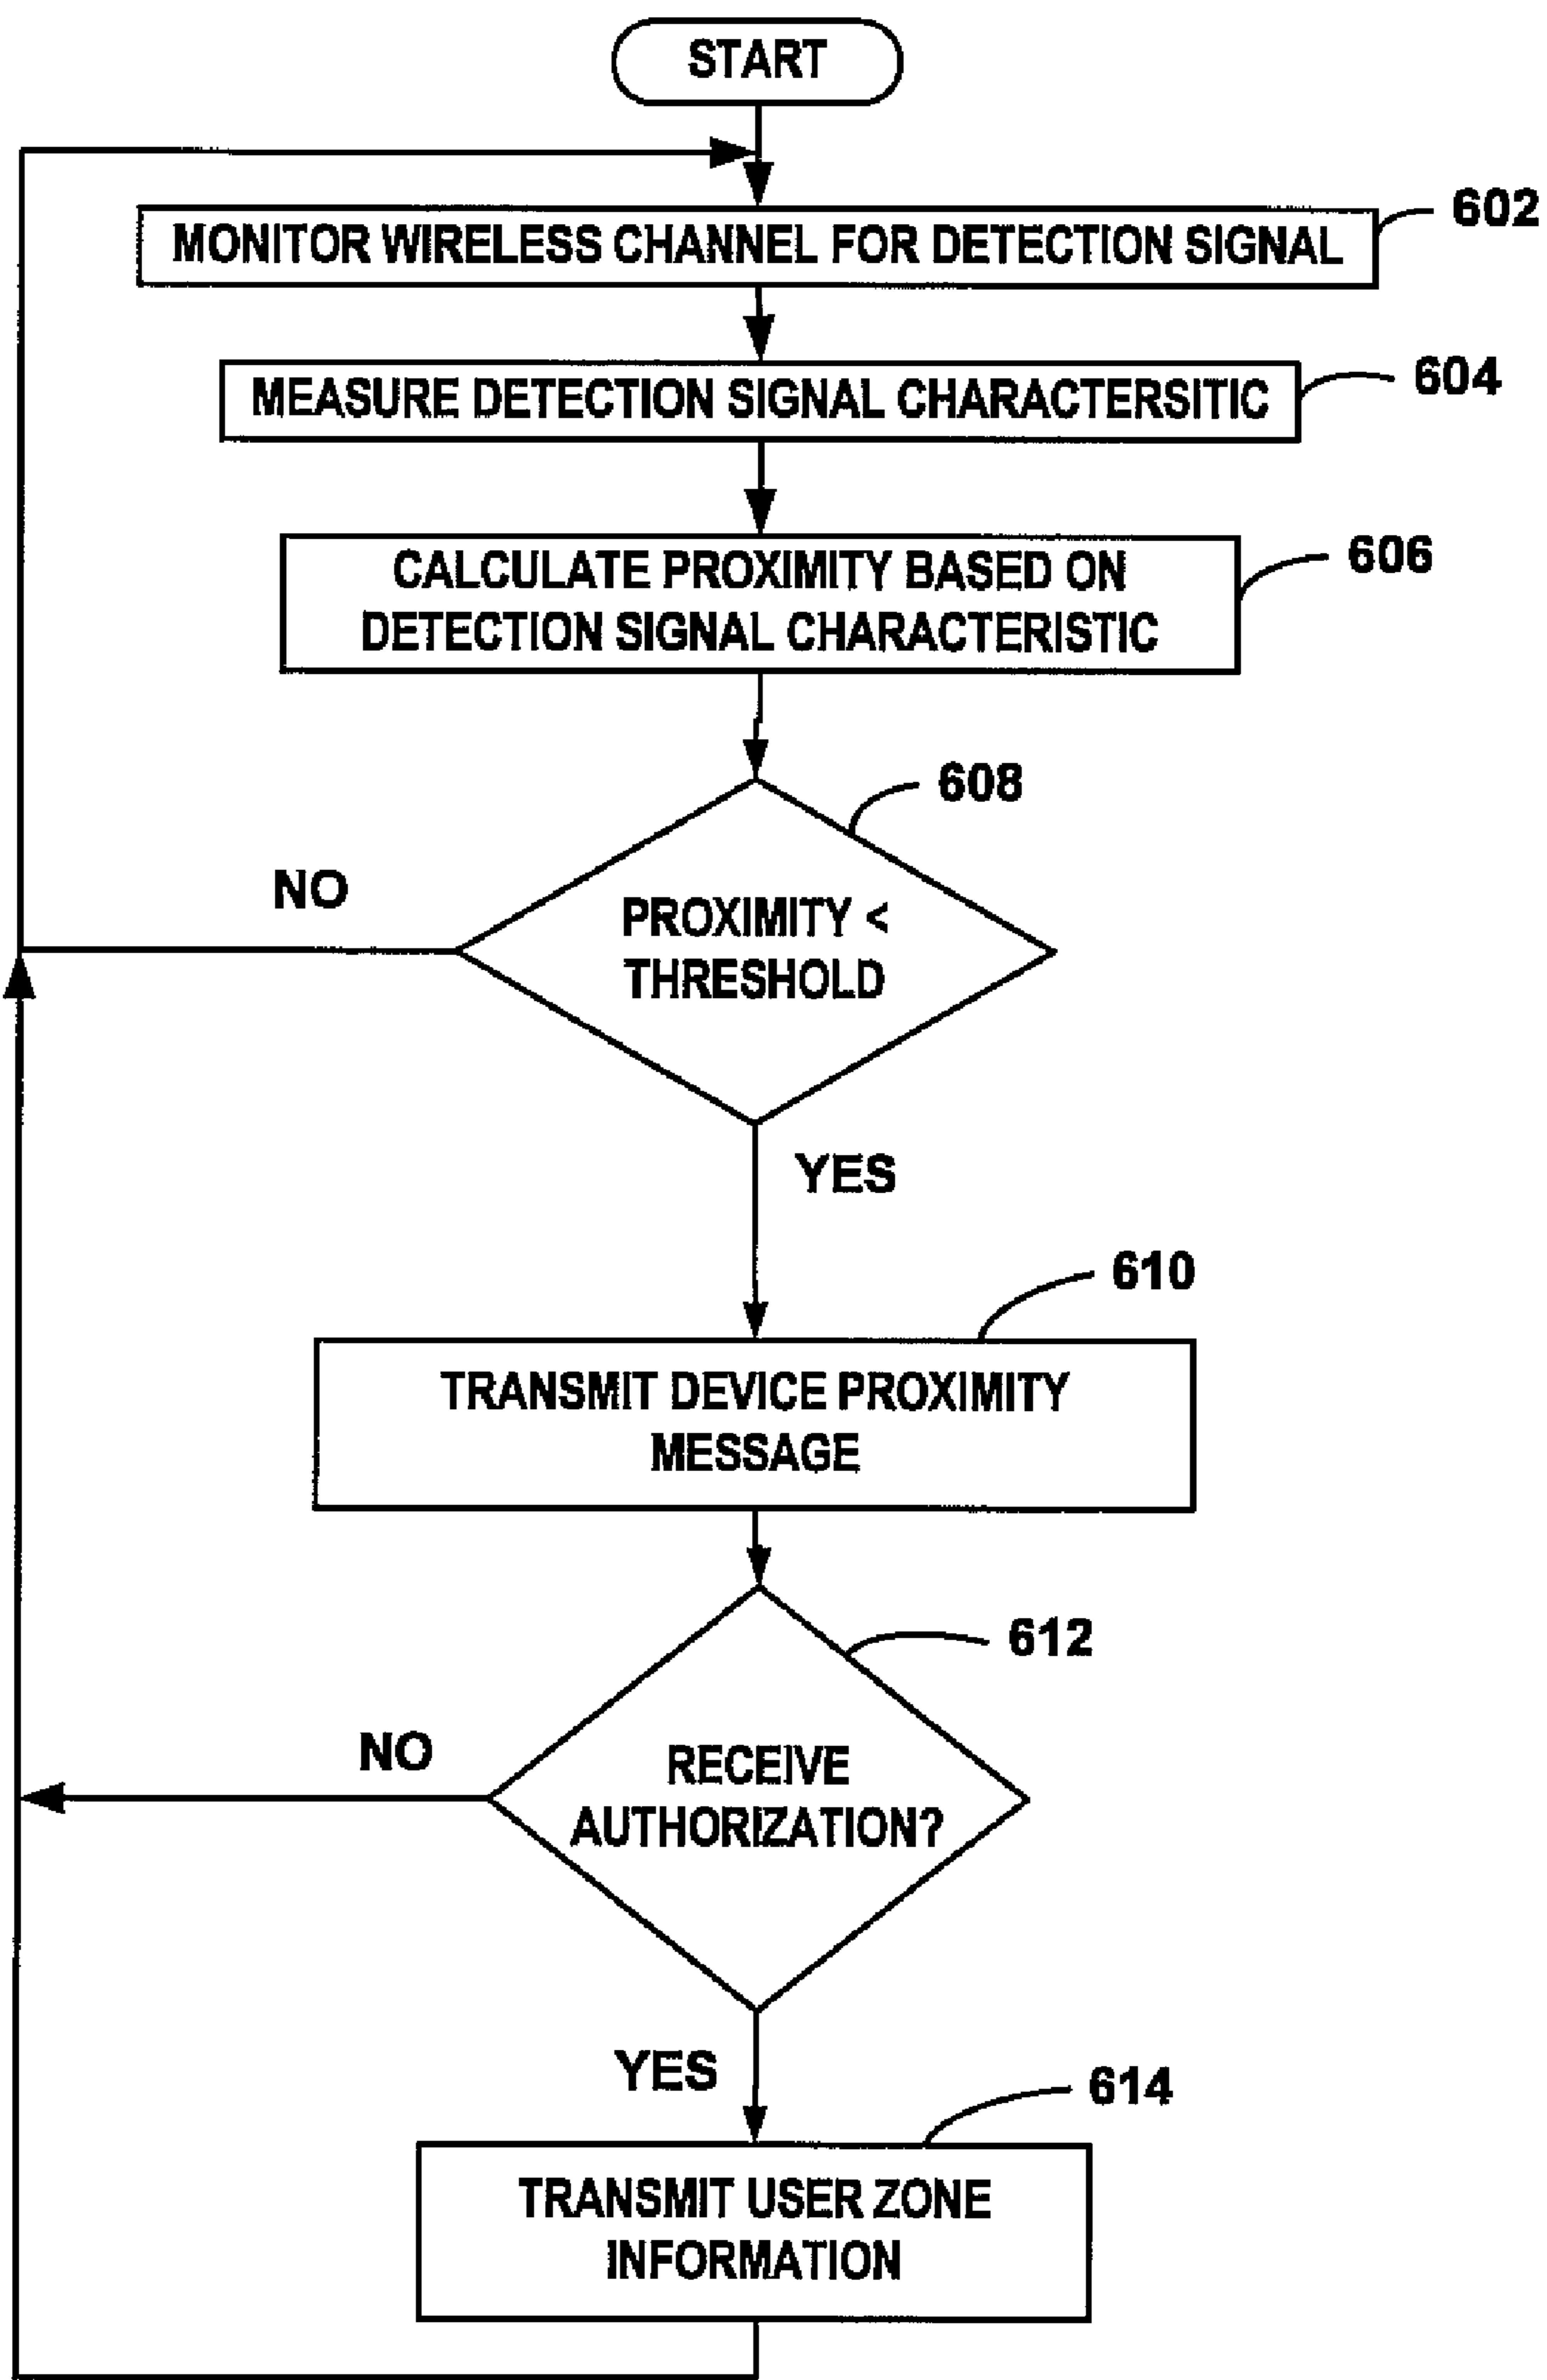 START
602
MONITOR WIRELESS CHANNEL FOR DETECTION SIGNAL
604
MEASURE DETECTION SIGNAL CHARACTERSITIC
606
CALCULATE PROXIMITY BASED ON
DETECTION SIGNAL CHARACTERISTIC
608
NO
PROXIMITY <
THRESHOLD
YES
610
TRANSMIT DEVICE PROXIMITY
MESSAGE
612
NO
RECEIVE
AUTHORIZATION?
YES
614
TRANSMIT USER ZONE
INFORMATION